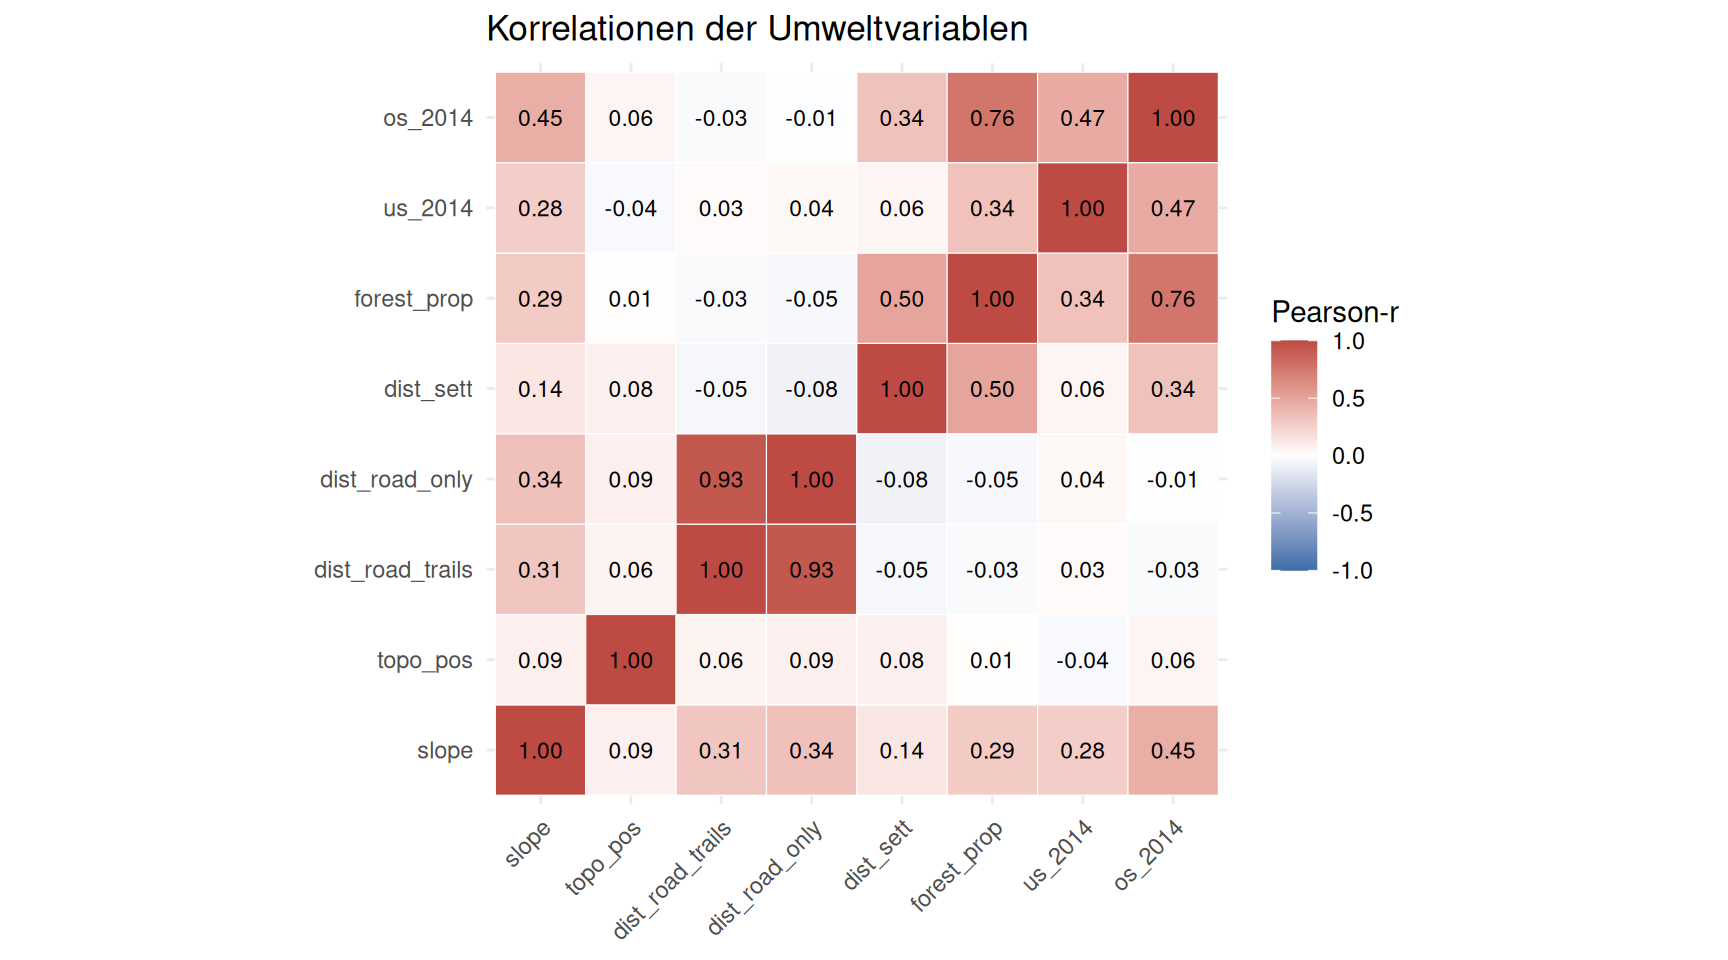 Korrelationen der Umweltvariablen
os_2014 0.45 0.06 -0.03 -0.01 0.34 0.76 0.47 1.00
us_2014 0.28 -0.04 0.03 0.04 0.06 0.34 1.00 0.47
forest_prop 0.29 0.01 -0.03 -0.05 0.50 1.00 0.34 0.76
dist_sett 0.14 0.08 -0.05 -0.08 1.00 0.50 0.06 0.34
dist_road_only 0.34 0.09 0.93 1.00 -0.08 -0.05 0.04 -0.01
dist_road_trails 0.31 0.06 1.00 0.93 -0.05 -0.03 0.03 -0.03
topo_pos 0.09 1.00 0.06 0.09 0.08 0.01 -0.04 0.06
slope 1.00 0.09 0.31 0.34 0.14 0.29 0.28 0.45
slope topo_pos dist_road_trails dist_road_only dist_sett forest_prop us_2014 os_2014
Pearson-r
1.0
0.5
0.0
-0.5
-1.0